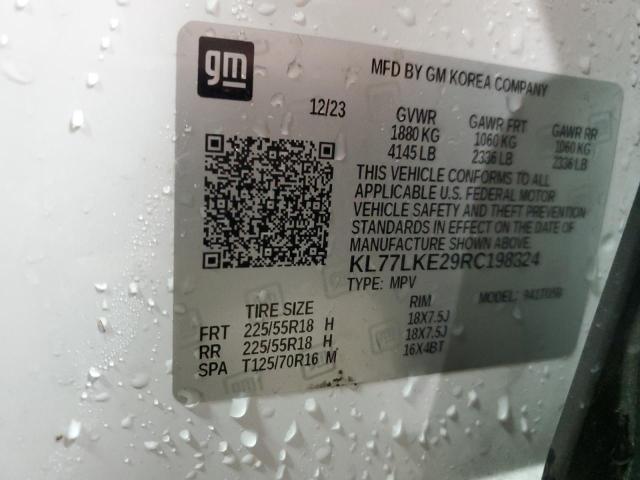 gm
MFD BY GM KOREA COMPANY
12/23
GVWR GAWR FRT GAWR RR
1880 KG 1060 KG 1060 KG
4145 LB 2336 LB 2336 LB
THIS VEHICLE CONFORMS TO ALL
APPLICABLE U.S. FEDERAL MOTOR
VEHICLE SAFETY AND THEFT PREVENTION
STANDARDS IN EFFECT ON THE DATE OF
MANUFACTURE SHOWN ABOVE.
KL77LKE29RC198324
TYPE: MPV MODEL:
TIRE SIZE RIM
FRT 225/55R18 H 18X7.5J
RR 225/55R18 H 18X7.5J
SPA T125/70R16 M 16X4BT